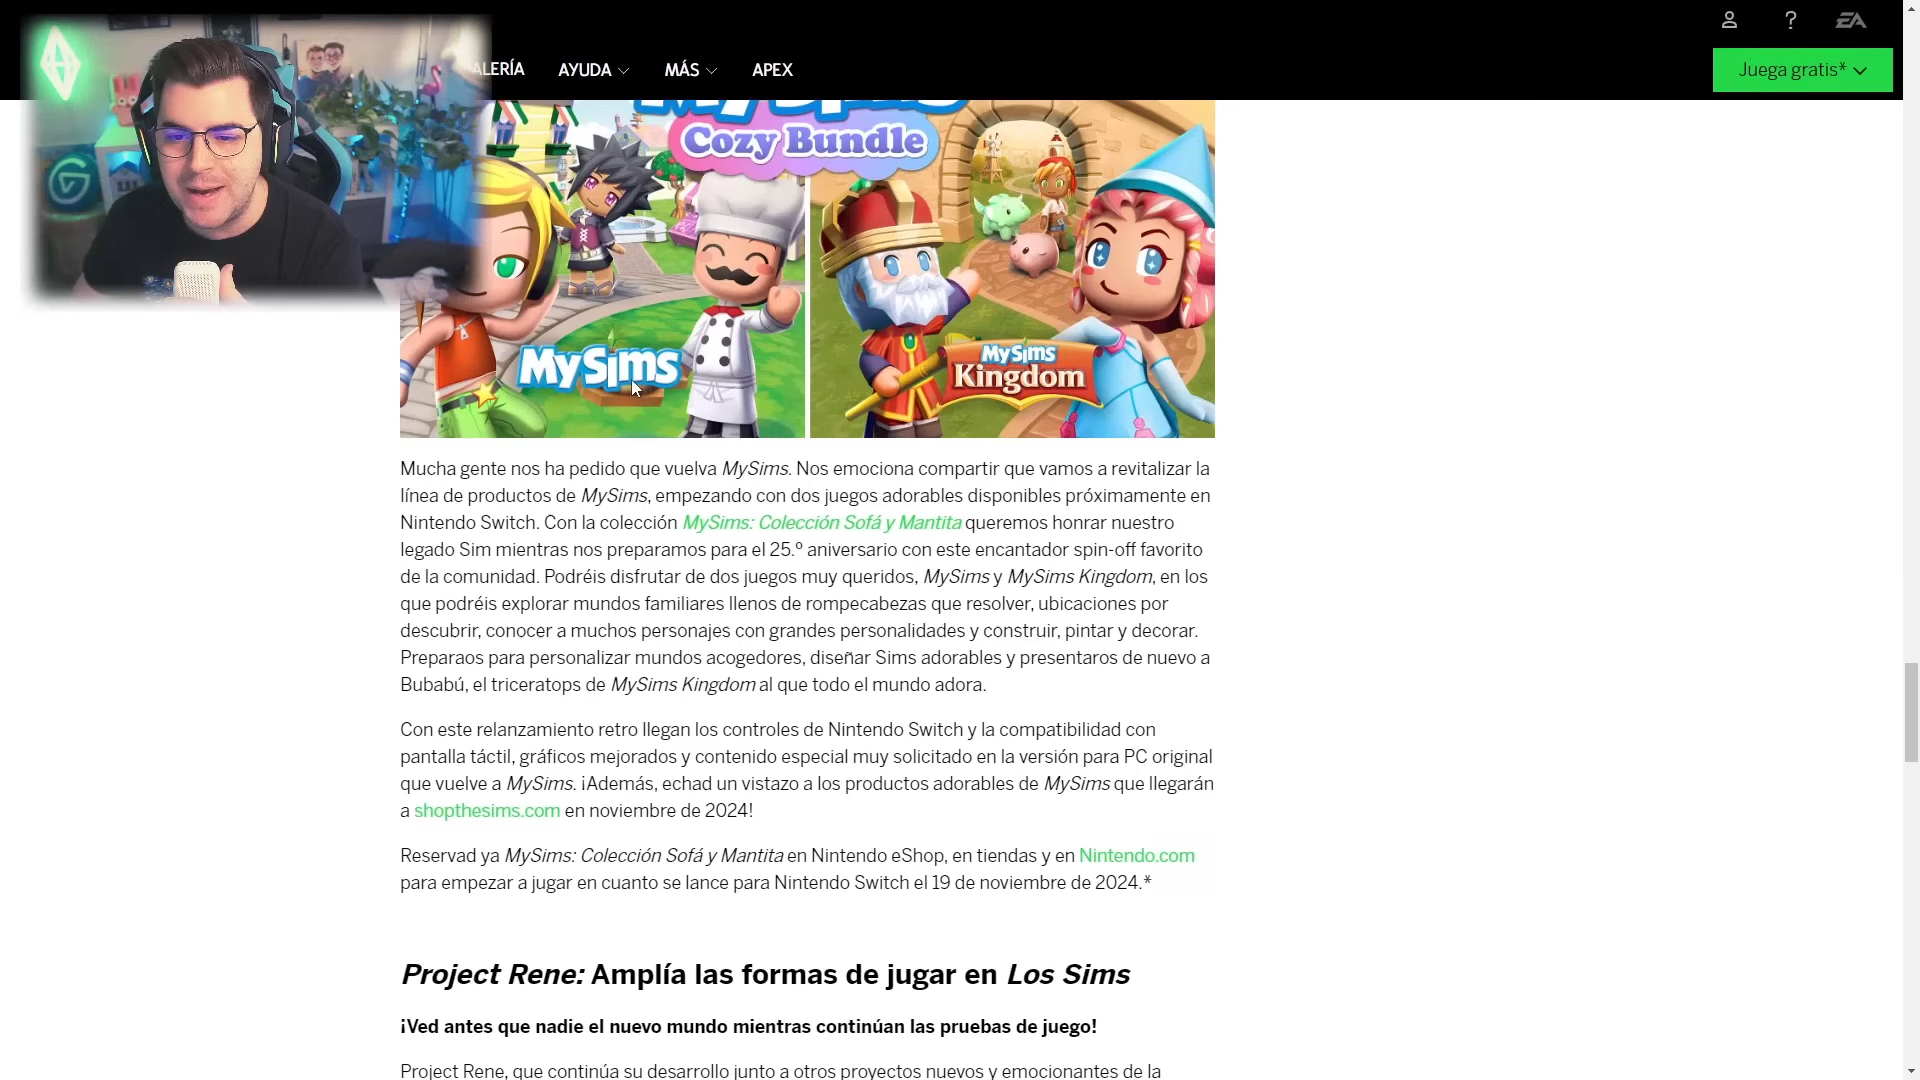 ALERÍA AYUDA MÁS APEX
Juega gratis*
Cozy Bundle
MySims
MySims
Kingdom
Mucha gente nos ha pedido que vuelva MySims. Nos emociona compartir que vamos a revitalizar la
línea de productos de MySims, empezando con dos juegos adorables disponibles próximamente en
Nintendo Switch. Con la colección MySims: Colección Sofá y Mantita queremos honrar nuestro
legado Sim mientras nos preparamos para el 25.º aniversario con este encantador spin-off favorito
de la comunidad. Podréis disfrutar de dos juegos muy queridos, MySims y MySims Kingdom, en los
que podréis explorar mundos familiares llenos de rompecabezas que resolver, ubicaciones por
descubrir, conocer a muchos personajes con grandes personalidades y construir, pintar y decorar.
Preparaos para personalizar mundos acogedores, diseñar Sims adorables y presentaros de nuevo a
Bubabú, el triceratops de MySims Kingdom al que todo el mundo adora.
Con este relanzamiento retro llegan los controles de Nintendo Switch y la compatibilidad con
pantalla táctil, gráficos mejorados y contenido especial muy solicitado en la versión para PC original
que vuelve a MySims. ¡Además, echad un vistazo a los productos adorables de MySims que llegarán
a shopthesims.com en noviembre de 2024!
Reservad ya MySims: Colección Sofá y Mantita en Nintendo eShop, en tiendas y en Nintendo.com
para empezar a jugar en cuanto se lance para Nintendo Switch el 19 de noviembre de 2024.*
Project Rene: Amplía las formas de jugar en Los Sims
¡Ved antes que nadie el nuevo mundo mientras continúan las pruebas de juego!
Project Rene, que continúa su desarrollo junto a otros proyectos nuevos y emocionantes de la